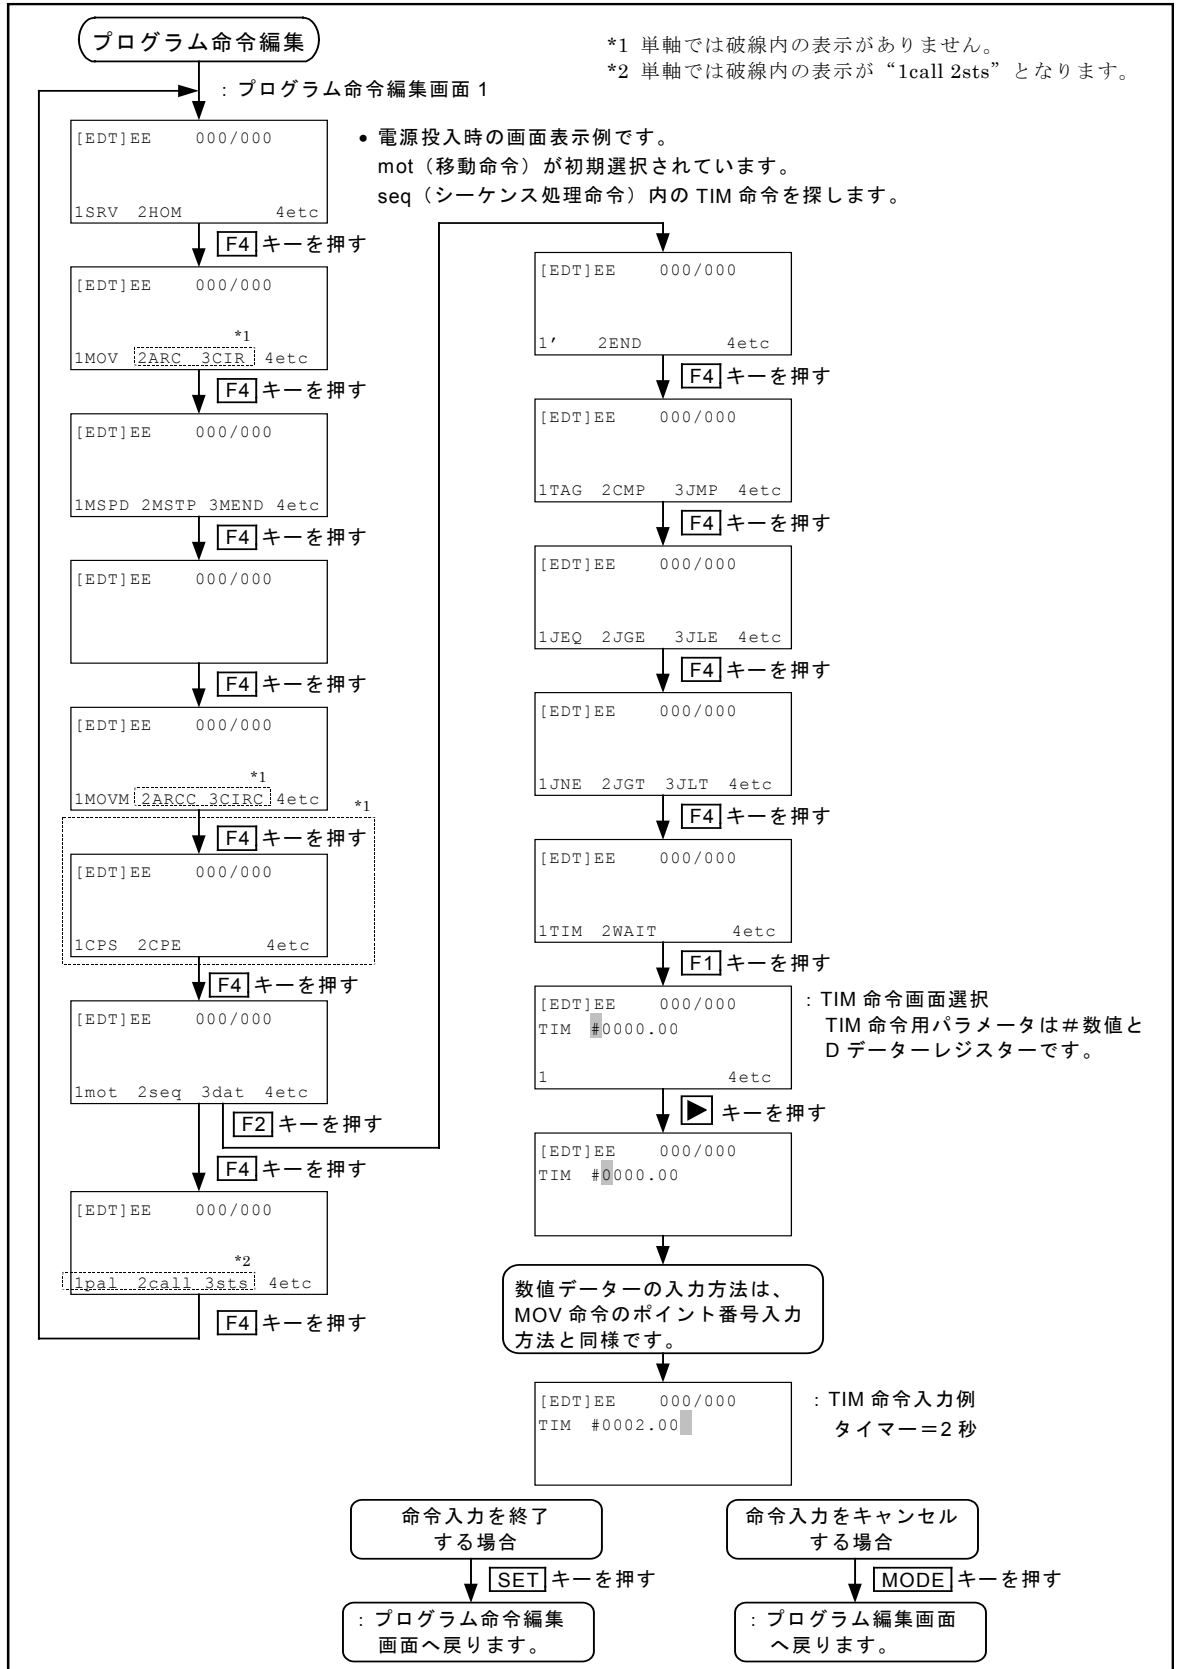 プログラム命令編集
*1 単軸では破線内の表示がありません。
*2 単軸では破線内の表示が“1call 2sts”となります。
：プログラム命令編集画面 1
[EDT]EE 000/000
1SRV 2HOM 4etc
• 電源投入時の画面表示例です。
mot（移動命令）が初期選択されています。
seq（シーケンス処理命令）内の TIM 命令を探します。
F4 キーを押す
[EDT]EE 000/000
*1
1MOV 2ARC 3CIR 4etc
F4 キーを押す
[EDT]EE 000/000
1MSPD 2MSTP 3MEND 4etc
F4 キーを押す
[EDT]EE 000/000
F4 キーを押す
[EDT]EE 000/000
*1
1MOVM 2ARCC 3CIRC 4etc
*1
F4 キーを押す
[EDT]EE 000/000
1CPS 2CPE 4etc
F4 キーを押す
[EDT]EE 000/000
1mot 2seq 3dat 4etc
F2 キーを押す
F4 キーを押す
[EDT]EE 000/000
*2
1pal 2call 3sts 4etc
F4 キーを押す
[EDT]EE 000/000
1′ 2END 4etc
F4 キーを押す
[EDT]EE 000/000
1TAG 2CMP 3JMP 4etc
F4 キーを押す
[EDT]EE 000/000
1JEQ 2JGE 3JLE 4etc
F4 キーを押す
[EDT]EE 000/000
1JNE 2JGT 3JLT 4etc
F4 キーを押す
[EDT]EE 000/000
1TIM 2WAIT 4etc
F1 キーを押す
[EDT]EE 000/000
TIM #0000.00
1 4etc
：TIM 命令画面選択
TIM 命令用パラメータは＃数値と
D データーレジスターです。
▶ キーを押す
[EDT]EE 000/000
TIM #0000.00
数値データーの入力方法は、
MOV 命令のポイント番号入力
方法と同様です。
[EDT]EE 000/000
TIM #0002.00
：TIM 命令入力例
タイマー＝2 秒
命令入力を終了
する場合
SET キーを押す
：プログラム命令編集
画面へ戻ります。
命令入力をキャンセル
する場合
MODE キーを押す
：プログラム編集画面
へ戻ります。